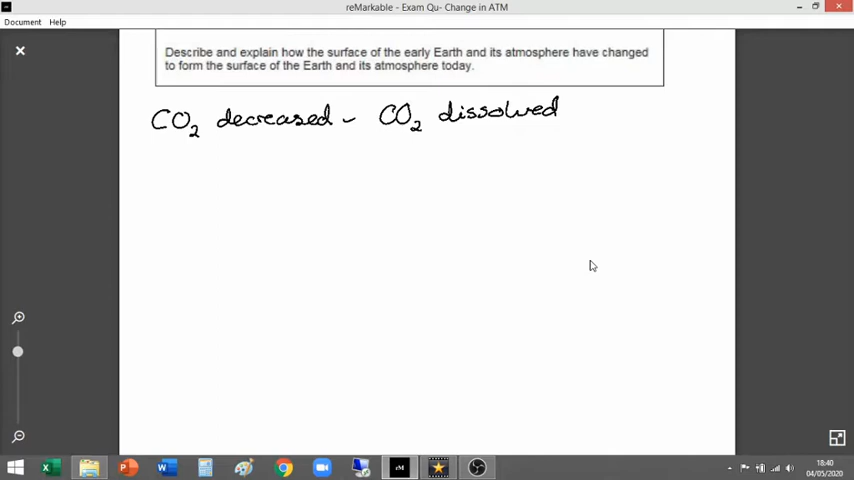 reMarkable - Exam Qu- Change in ATM
Document Help
Describe and explain how the surface of the early Earth and its atmosphere have changed
to form the surface of the Earth and its atmosphere today.
CO₂ decreased - CO₂ dissolved
18:40
04/05/2020